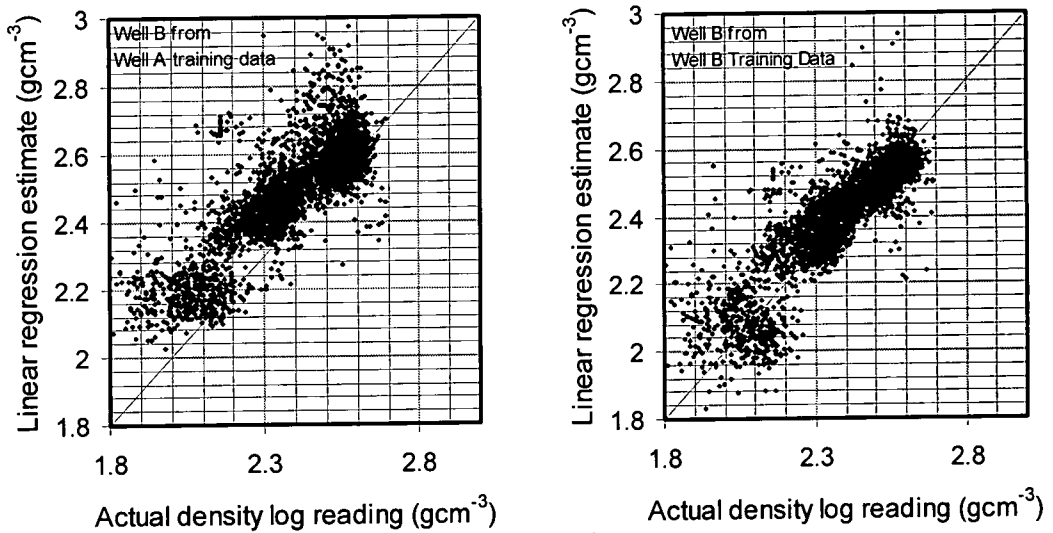 Linear regression estimate (gcm-3)
3
2.8
2.6
2.4
2.2
2
1.8
Well B from
Well A training data
1.8
2.3
2.8
Actual density log reading (gcm-3)
Linear regression estimate (gcm-3)
3
2.8
2.6
2.4
2.2
2
1.8
Well B from
Well B Training Data
1.8
2.3
2.8
Actual density log reading (gcm-3)